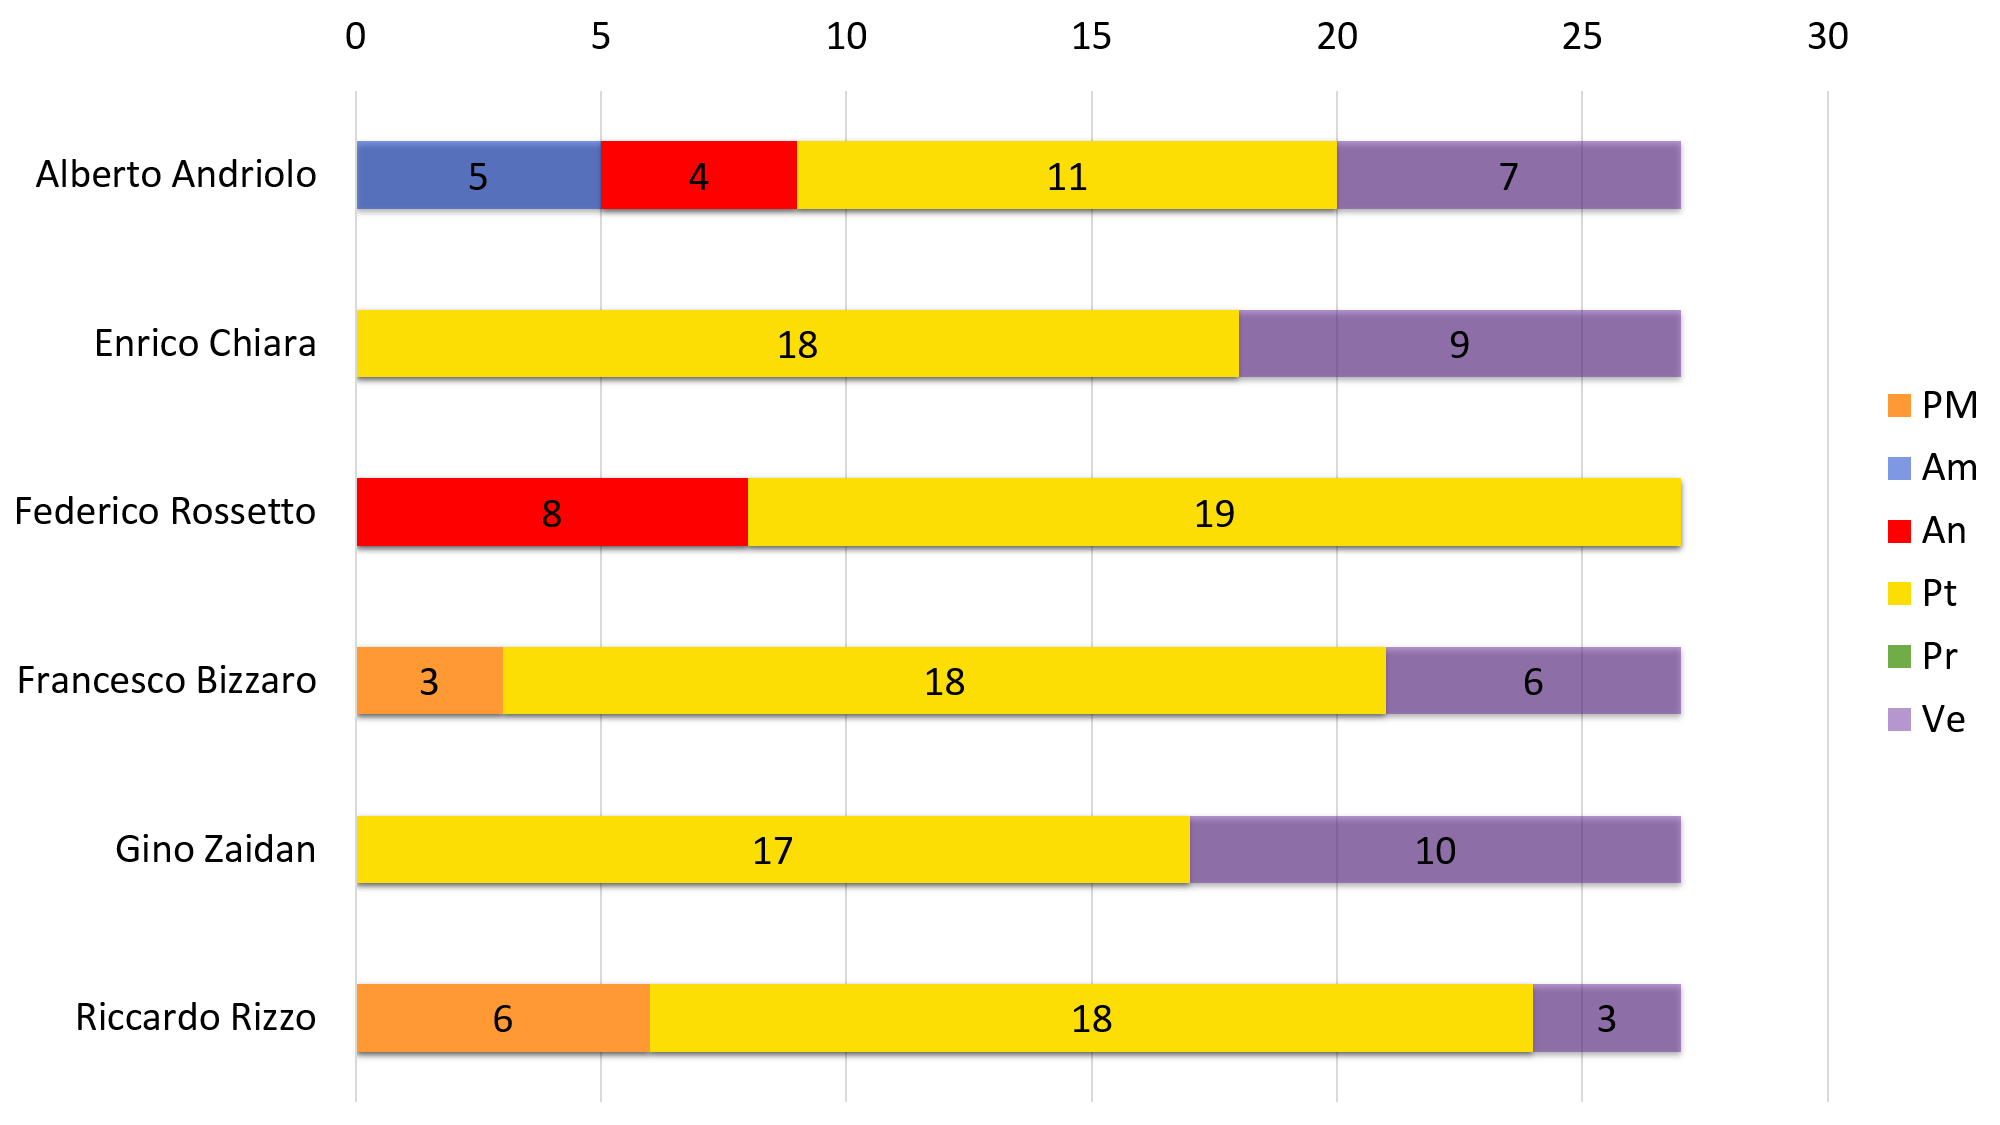 0 5 10 15 20 25 30
Alberto Andriolo 5 4 11 7
Enrico Chiara 18 9
Federico Rossetto 8 19
Francesco Bizzaro 3 18 6
Gino Zaidan 17 10
Riccardo Rizzo 6 18 3
PM
Am
An
Pt
Pr
Ve